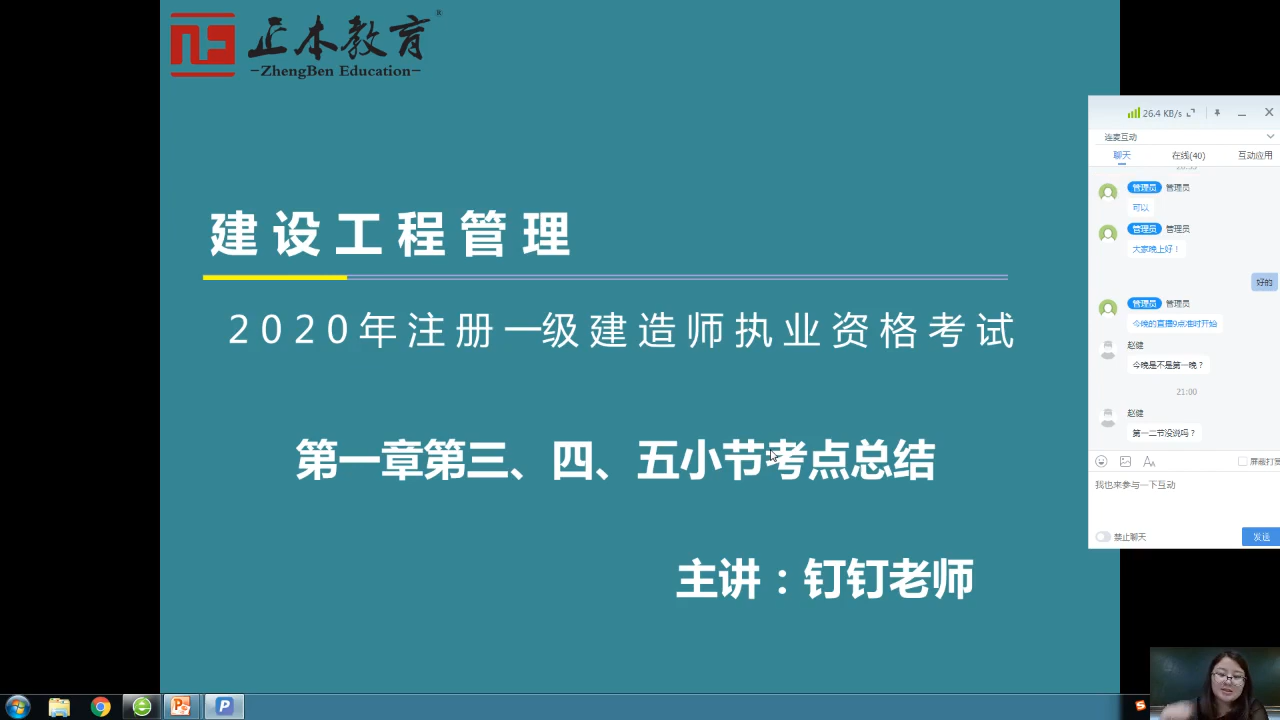 正本教育®
-ZhengBen Education-
建设工程管理
2020年注册一级建造师执业资格考试
第一章第三、四、五小节考点总结
主讲：钉钉老师
26.4 KB/s
连麦互动
聊天 在线(40) 互动应用
管理员 管理员
可以
管理员 管理员
大家晚上好！
好的
管理员 管理员
今晚的直播9点准时开始
赵健
今晚是不是第一晚？
21:00
赵健
第一二节没说吗？
屏蔽打赏
我也来参与一下互动
禁止聊天
发送